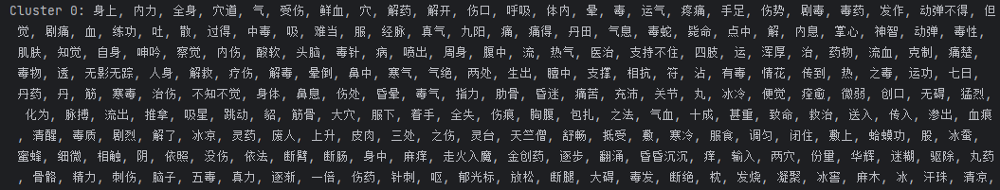 Cluster 0: 身上, 内力, 全身, 穴道, 气, 受伤, 鲜血, 穴, 解药, 解开, 伤口, 呼吸, 体内, 晕, 毒, 运气, 疼痛, 手足, 伤势, 剧毒, 毒药, 发作, 动弹不得, 但
觉, 剧痛, 血, 练功, 吐, 散, 过得, 中毒, 吸, 难当, 服, 经脉, 真气, 九阳, 痛, 痛得, 丹田, 气息, 毒蛇, 毙命, 点中, 解, 内息, 掌心, 神智, 动弹, 毒性,
肌肤, 知觉, 自身, 呻吟, 察觉, 内伤, 酸软, 头脑, 毒针, 病, 喷出, 周身, 腹中, 流, 热气, 医治, 支持不住, 四肢, 运, 浑厚, 治, 药物, 流血, 克制, 痛楚,
毒物, 透, 无影无踪, 人身, 解救, 疗伤, 解毒, 晕倒, 鼻中, 寒气, 气绝, 两处, 生出, 膻中, 支撑, 相抗, 符, 沾, 有毒, 情花, 传到, 热, 之毒, 运功, 七日,
丹药, 丹, 筋, 寒毒, 治伤, 不知不觉, 身体, 鼻息, 伤处, 昏晕, 毒气, 指力, 肋骨, 昏迷, 痛苦, 充沛, 关节, 丸, 冰冷, 便觉, 痊愈, 微弱, 创口, 无碍, 猛烈,
化为, 脉搏, 流出, 推拿, 吸星, 跳动, 貂, 筋骨, 大穴, 服下, 着手, 全失, 伤痕, 胸腹, 包扎, 之法, 气血, 十成, 甚重, 致命, 救治, 送入, 传入, 渗出, 血痕
, 清醒, 毒质, 剧烈, 解了, 冰凉, 灵药, 废人, 上升, 皮肉, 三处, 之伤, 灵台, 天竺僧, 舒畅, 抵受, 敷, 寒冷, 服食, 调匀, 闭住, 敷上, 蛤蟆功, 股, 冰蚕,
蜜蜂, 细微, 相触, 阴, 依照, 没伤, 依法, 断臂, 断肠, 身中, 麻痒, 走火入魔, 金创药, 逐步, 翻涌, 昏昏沉沉, 痒, 输入, 两穴, 份里, 华辉, 迷糊, 驱除, 丸药
, 骨骼, 精力, 刺伤, 脑子, 五毒, 真力, 逐渐, 一倍, 伤药, 针刺, 呕, 郁光标, 放松, 断腿, 大碍, 毒发, 断绝, 枕, 发烧, 凝聚, 冰窖, 麻木, 冰, 汗珠, 清凉,